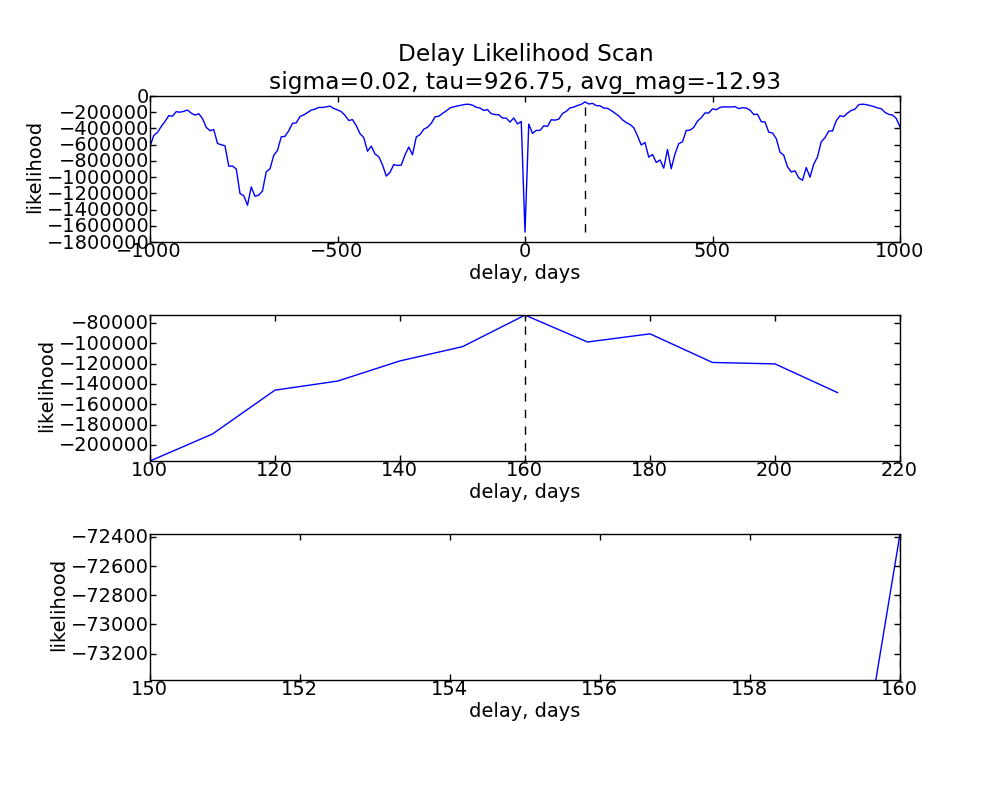 Delay Likelihood Scan
sigma=0.02, tau=926.75, avg_mag=-12.93
0
−200000
−400000
−600000
−800000
−1000000
−1200000
−1400000
−1600000
−1800000
likelihood
−1000 −500 0 500 1000
delay, days
−80000
−100000
−120000
−140000
−160000
−180000
−200000
likelihood
100 120 140 160 180 200 220
delay, days
−72400
−72600
−72800
−73000
−73200
likelihood
150 152 154 156 158 160
delay, days